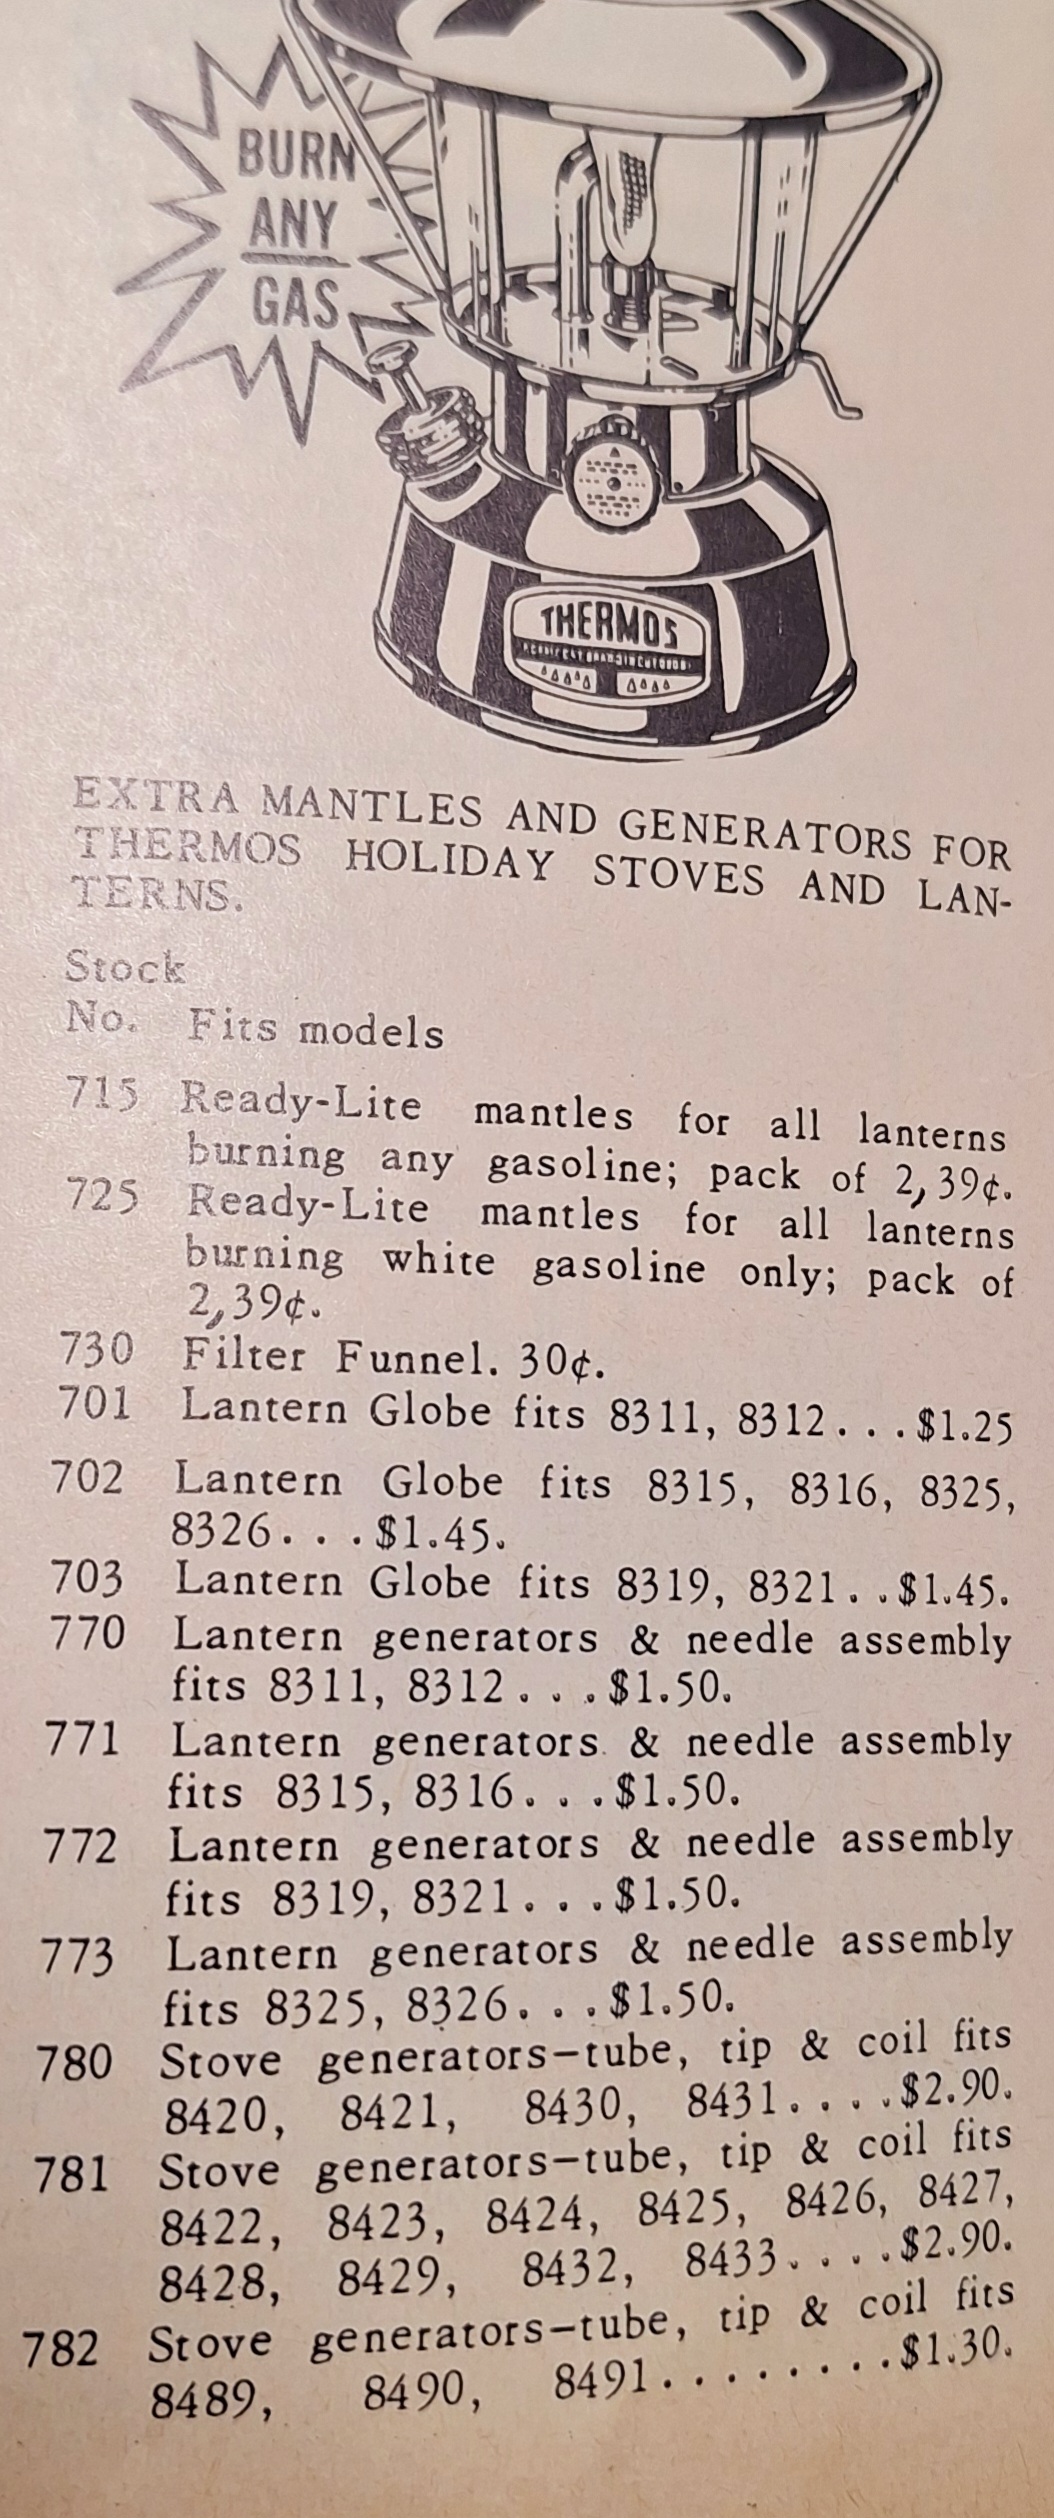 BURN
ANY
GAS
THERMOS
EXTRA MANTLES AND GENERATORS FOR
THERMOS HOLIDAY STOVES AND LAN-
TERNS.
Stock
No. Fits models
715 Ready-Lite mantles for all lanterns
burning any gasoline; pack of 2, 39¢.
725 Ready-Lite mantles for all lanterns
burning white gasoline only; pack of
2, 39¢.
730 Filter Funnel. 30¢.
701 Lantern Globe fits 8311, 8312...$1.25
702 Lantern Globe fits 8315, 8316, 8325,
8326...$1.45.
703 Lantern Globe fits 8319, 8321..$1.45.
770 Lantern generators & needle assembly
fits 8311, 8312...$1.50.
771 Lantern generators & needle assembly
fits 8315, 8316...$1.50.
772 Lantern generators & needle assembly
fits 8319, 8321...$1.50.
773 Lantern generators & needle assembly
fits 8325, 8326...$1.50.
780 Stove generators-tube, tip & coil fits
8420, 8421, 8430, 8431....$2.90.
781 Stove generators-tube, tip & coil fits
8422, 8423, 8424, 8425, 8426, 8427,
8428, 8429, 8432, 8433....$2.90.
782 Stove generators-tube, tip & coil fits
8489, 8490, 8491........$1.30.